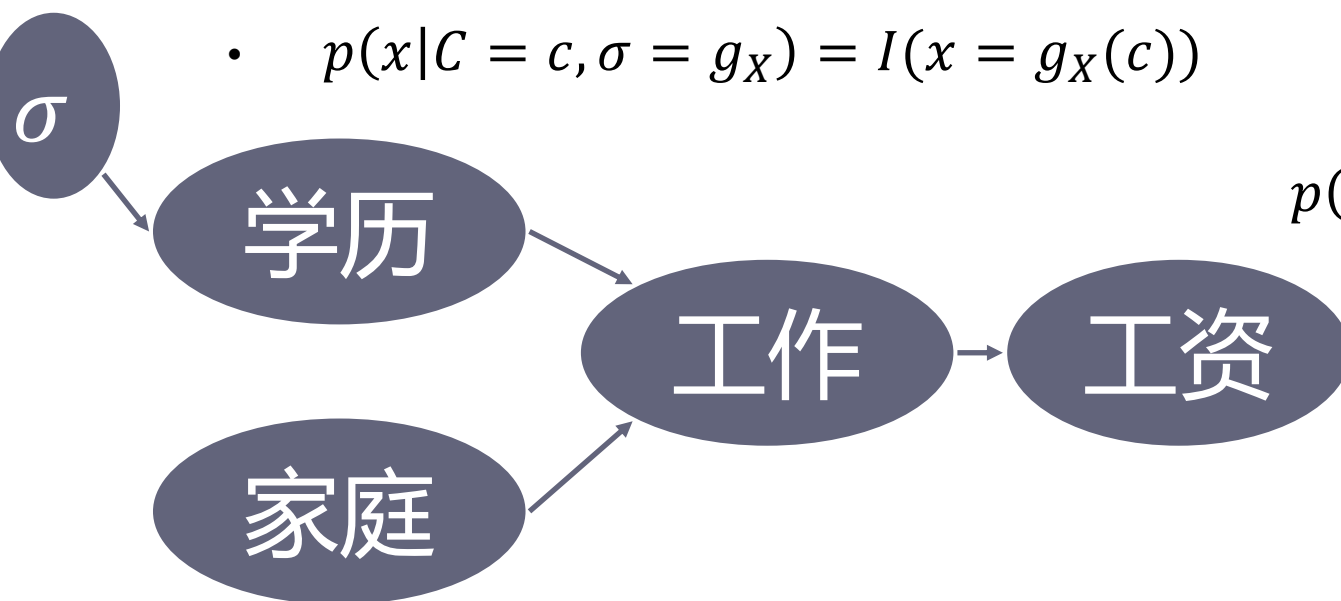 • p(x|C = c, σ = g_X) = I(x = g_X(c))
σ
学历
p(
工作
工资
家庭